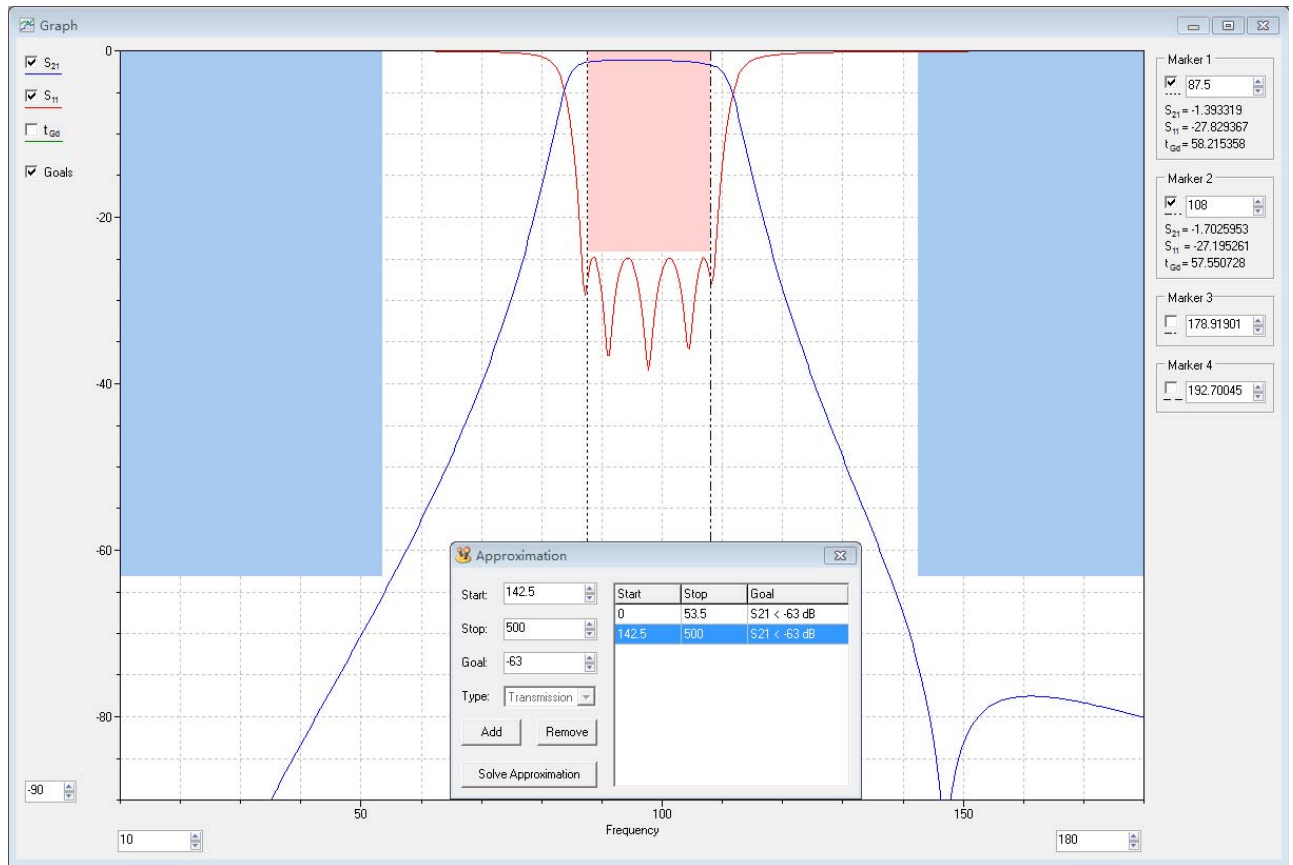 Graph
S21
S11
tGd
Goals
0
-20
-40
-60
-80
-90
50
100
150
Frequency
10
180
Marker 1
87.5
S21 = -1.393319
S11 = -27.829367
tGd = 58.215358
Marker 2
108
S21 = -1.7025953
S11 = -27.195261
tGd = 57.550728
Marker 3
178.91901
Marker 4
192.70045
Approximation
Start: 142.5
Stop: 500
Goal: -63
Type: Transmission
Add Remove
Solve Approximation
Start Stop Goal
0 53.5 S21 < -63 dB
142.5 500 S21 < -63 dB